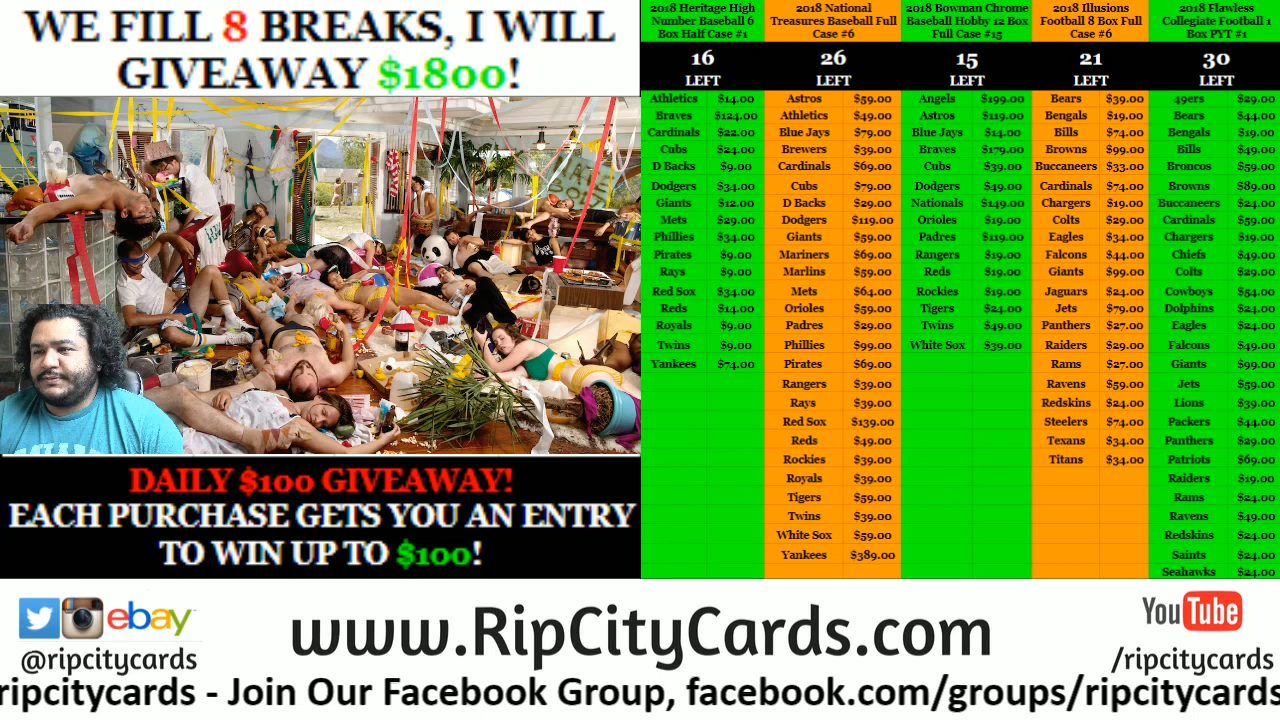 WE FILL 8 BREAKS, I WILL
GIVEAWAY $1800!
DAILY $100 GIVEAWAY!
EACH PURCHASE GETS YOU AN ENTRY
TO WIN UP TO $100!
2018 Heritage High
Number Baseball 6
Box Half Case #1
16
LEFT
Athletics $14.00
Braves $124.00
Cardinals $22.00
Cubs $24.00
D Backs $9.00
Dodgers $34.00
Giants $12.00
Mets $29.00
Phillies $34.00
Pirates $9.00
Rays $9.00
Red Sox $34.00
Reds $14.00
Royals $9.00
Twins $9.00
Yankees $74.00
2018 National
Treasures Baseball Full
Case #6
26
LEFT
Astros $59.00
Athletics $49.00
Blue Jays $79.00
Brewers $39.00
Cardinals $69.00
Cubs $79.00
D Backs $29.00
Dodgers $119.00
Giants $59.00
Mariners $69.00
Marlins $59.00
Mets $64.00
Orioles $59.00
Padres $29.00
Phillies $99.00
Pirates $69.00
Rangers $39.00
Rays $39.00
Red Sox $139.00
Reds $49.00
Rockies $39.00
Royals $39.00
Tigers $59.00
Twins $39.00
White Sox $59.00
Yankees $389.00
2018 Bowman Chrome
Baseball Hobby 12 Box
Full Case #15
15
LEFT
Angels $199.00
Astros $119.00
Blue Jays $14.00
Braves $179.00
Cubs $39.00
Dodgers $49.00
Nationals $149.00
Orioles $19.00
Padres $119.00
Rangers $19.00
Reds $19.00
Rockies $19.00
Tigers $24.00
Twins $49.00
White Sox $39.00
2018 Illusions
Football 8 Box Full
Case #6
21
LEFT
Bears $39.00
Bengals $19.00
Bills $74.00
Browns $99.00
Buccaneers $33.00
Cardinals $74.00
Chargers $19.00
Colts $29.00
Eagles $34.00
Falcons $44.00
Giants $99.00
Jaguars $24.00
Jets $79.00
Panthers $27.00
Raiders $29.00
Rams $27.00
Ravens $59.00
Redskins $24.00
Steelers $74.00
Texans $34.00
Titans $34.00
2018 Flawless
Collegiate Football 1
Box PYT #1
30
LEFT
49ers $29.00
Bears $44.00
Bengals $19.00
Bills $49.00
Broncos $59.00
Browns $89.00
Buccaneers $24.00
Cardinals $59.00
Chargers $19.00
Chiefs $49.00
Colts $29.00
Cowboys $54.00
Dolphins $24.00
Eagles $24.00
Falcons $49.00
Giants $99.00
Jets $59.00
Lions $39.00
Packers $44.00
Panthers $29.00
Patriots $69.00
Raiders $19.00
Rams $24.00
Ravens $49.00
Redskins $24.00
Saints $24.00
Seahawks $24.00
ebay
@ripcitycards
www.RipCityCards.com
YouTube
/ripcitycards
ripcitycards - Join Our Facebook Group, facebook.com/groups/ripcitycards